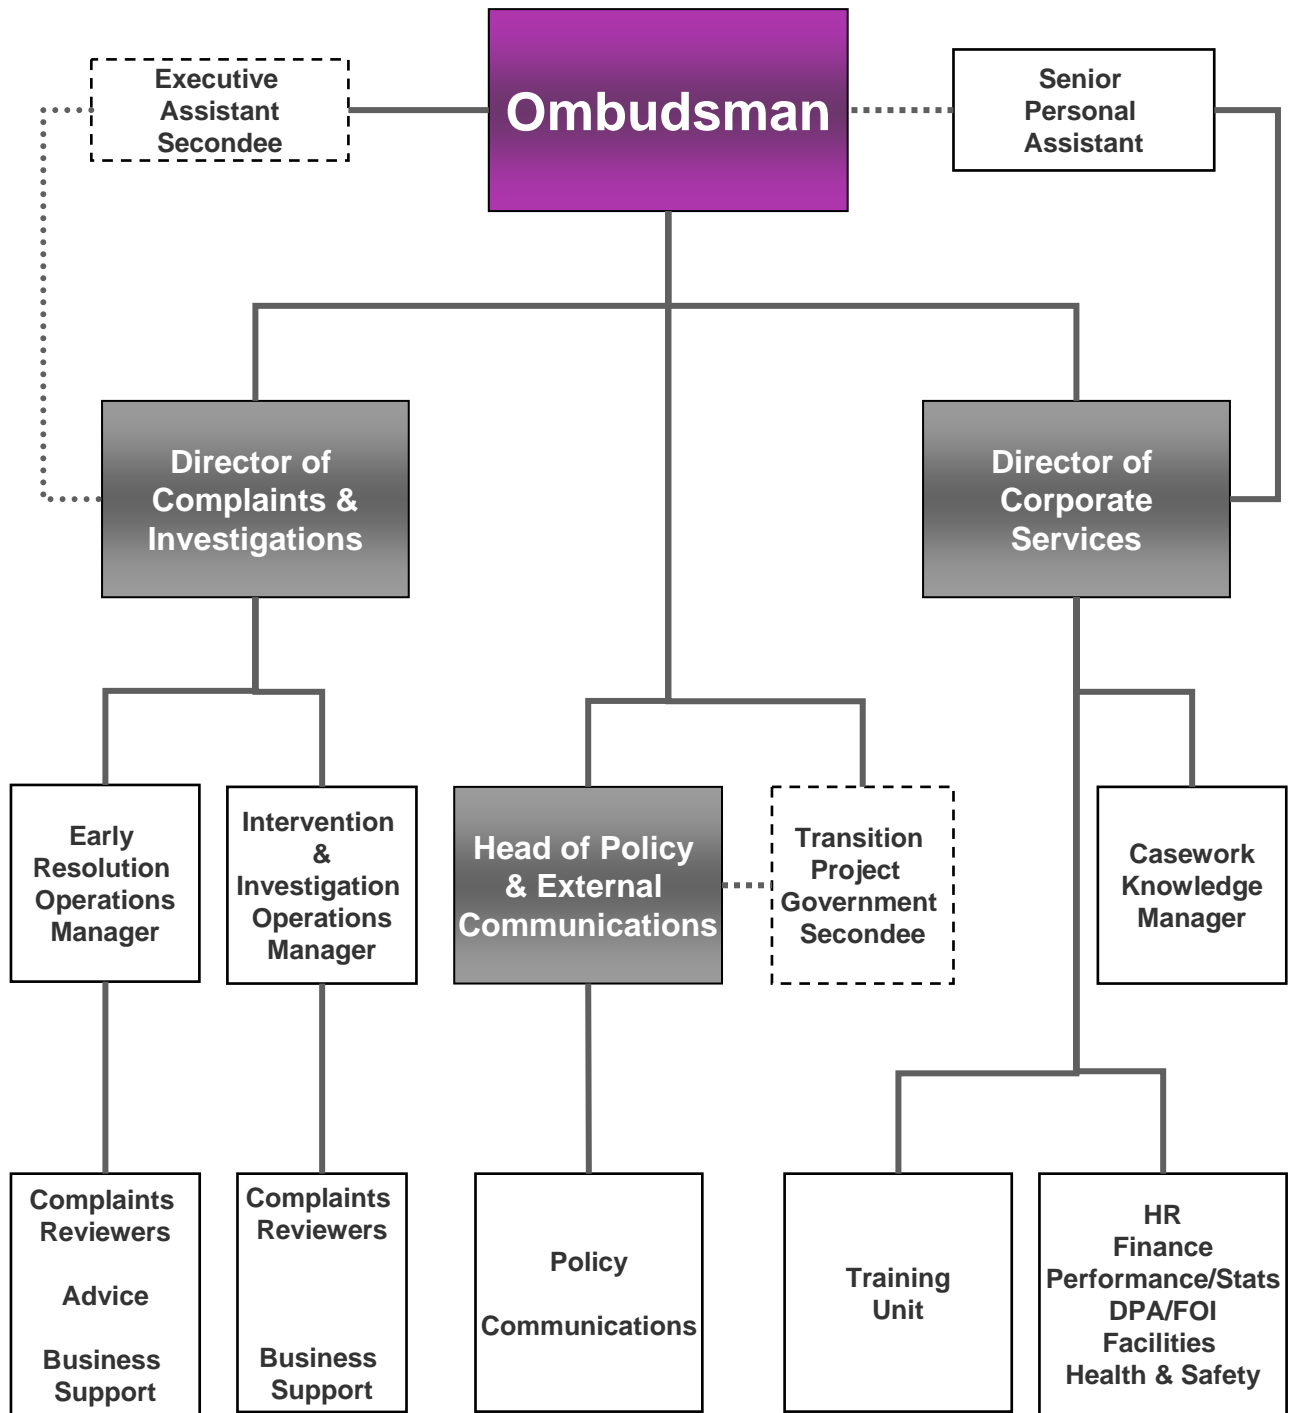 Executive
Assistant
Secondee
Ombudsman
Senior
Personal
Assistant
Director of
Complaints &
Investigations
Director of
Corporate
Services
Early
Resolution
Operations
Manager
Intervention
&
Investigation
Operations
Manager
Head of Policy
& External
Communications
Transition
Project
Government
Secondee
Casework
Knowledge
Manager
Complaints
Reviewers
Advice
Business
Support
Complaints
Reviewers
Business
Support
Policy
Communications
Training
Unit
HR
Finance
Performance/Stats
DPA/FOI
Facilities
Health & Safety